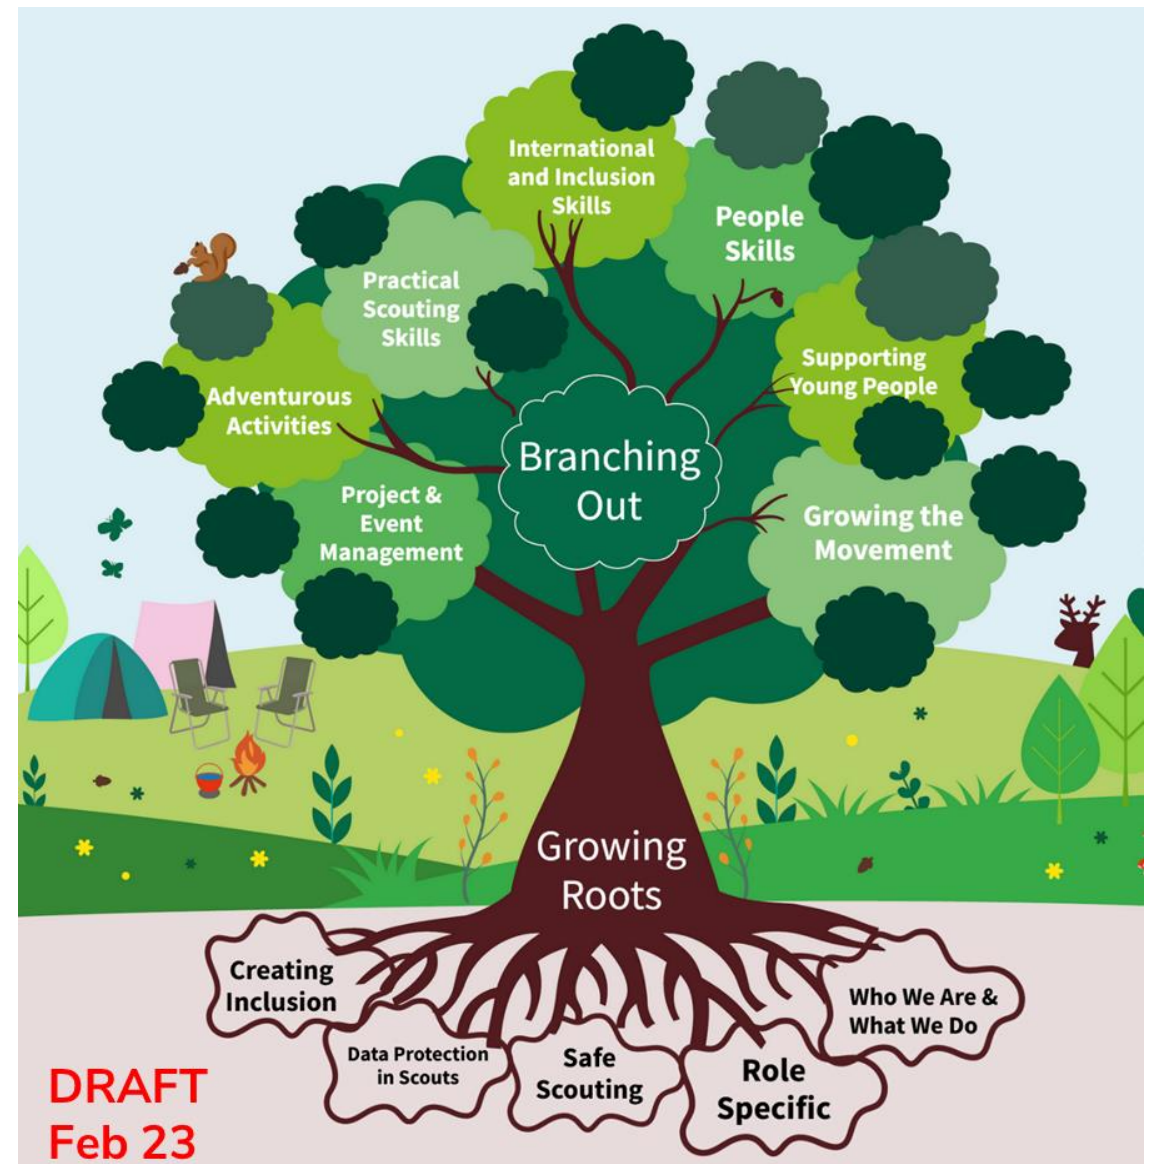 International
and Inclusion
Skills
People
Skills
Practical
Scouting
Skills
Supporting
Young People
Adventurous
Activities
Branching
Out
Project &
Event
Management
Growing the
Movement
Growing
Roots
Creating
Inclusion
Data Protection
in Scouts
Safe
Scouting
Role
Specific
Who We Are &
What We Do
DRAFT
Feb 23